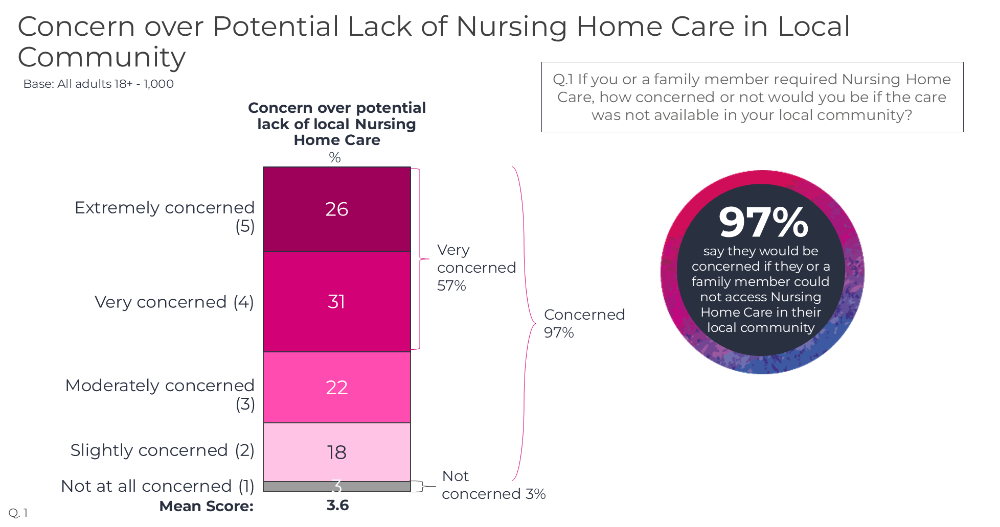 Concern over Potential Lack of Nursing Home Care in Local
Community
Base: All adults 18+ - 1,000
Q.1 If you or a family member required Nursing Home
Care, how concerned or not would you be if the care
was not available in your local community?
Concern over potential
lack of local Nursing
Home Care
%
Extremely concerned
(5)
26
Very concerned (4)
31
Moderately concerned
(3)
22
Slightly concerned (2)
18
Not at all concerned (1)
3
Mean Score:
3.6
Very
concerned
57%
Concerned
97%
Not
concerned 3%
97%
say they would be
concerned if they or a
family member could
not access Nursing
Home Care in their
local community
Q. 1